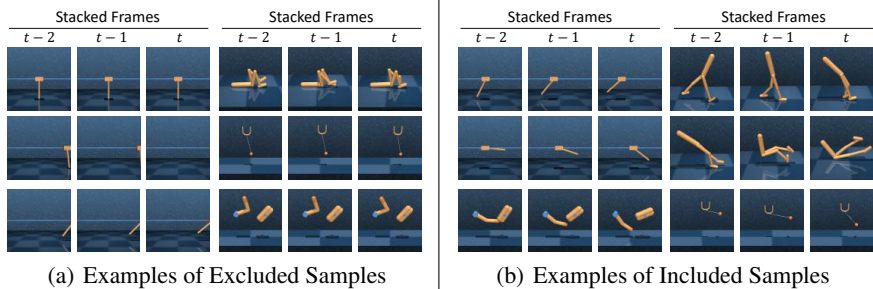 Stacked Frames
Stacked Frames
t − 2
t − 1
t
t − 2
t − 1
t
(a) Examples of Excluded Samples
Stacked Frames
Stacked Frames
t − 2
t − 1
t
t − 2
t − 1
t
(b) Examples of Included Samples